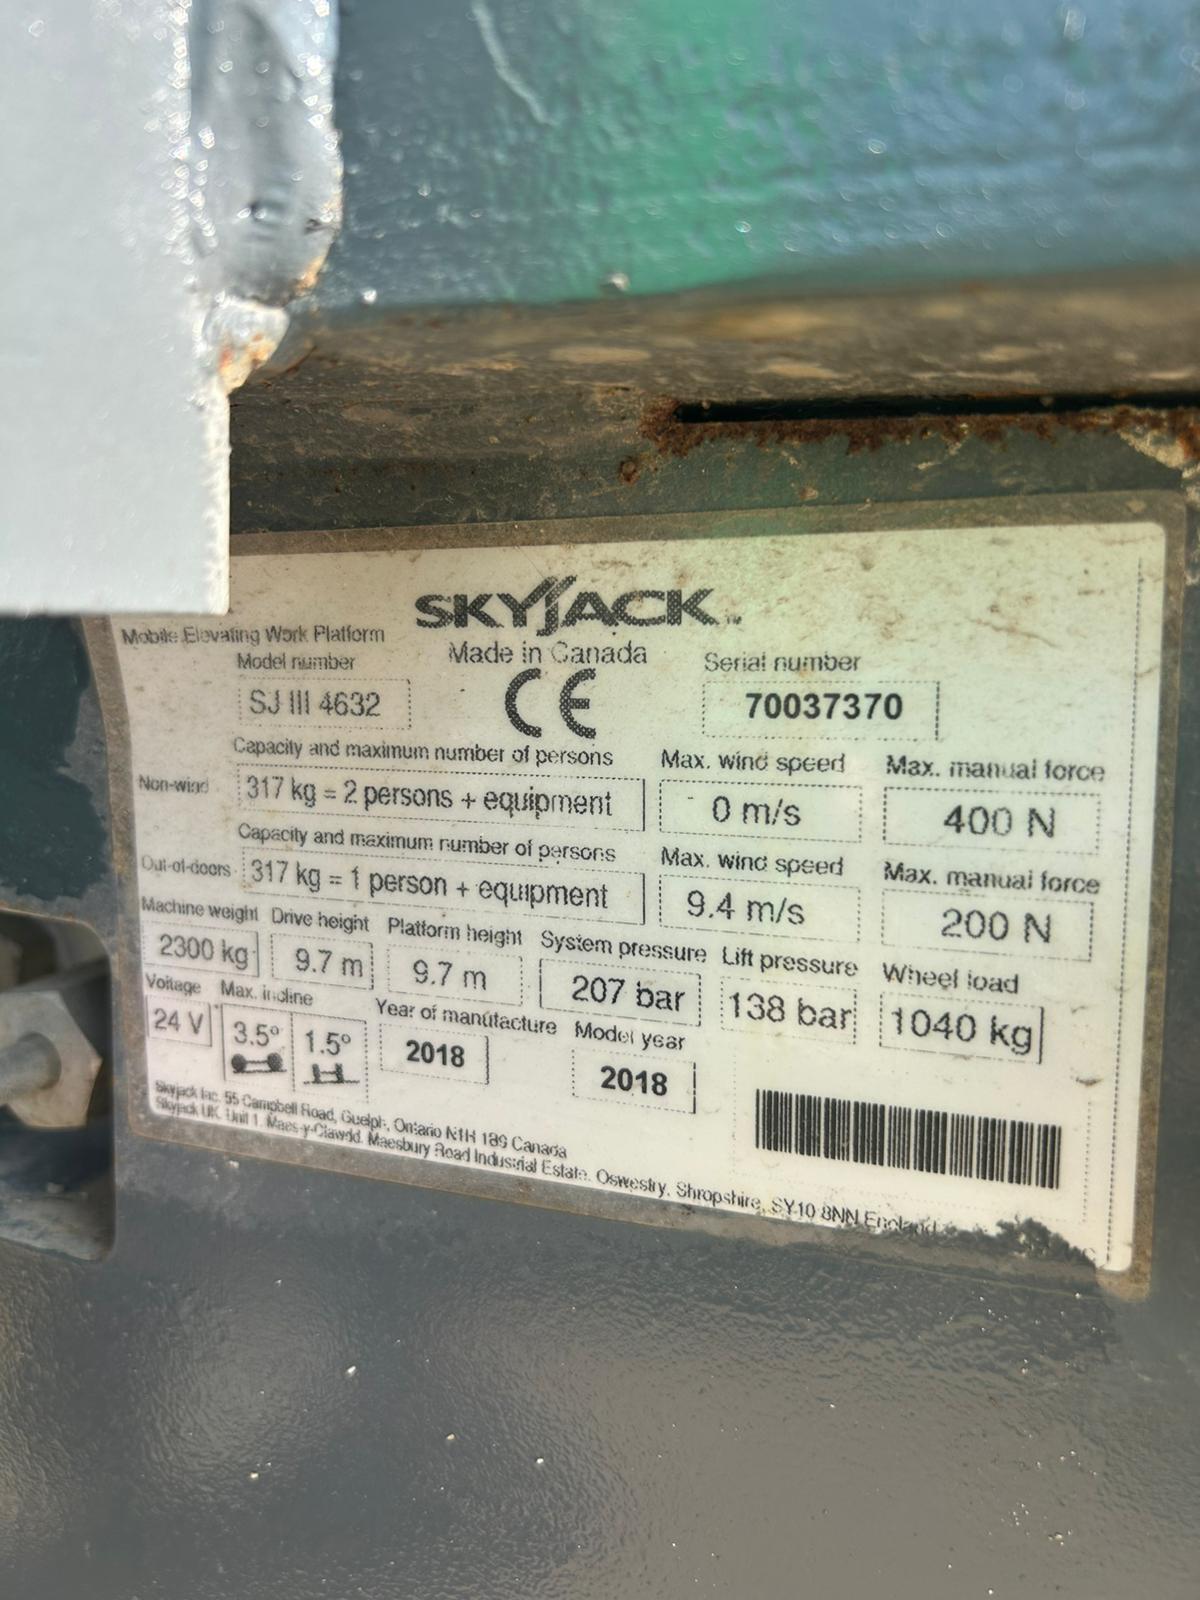 SKYJACK™
Mobile Elevating Work Platform
Made in Canada
Model number
Serial number
SJ III 4632
CE
70037370
Capacity and maximum number of persons
Max. wind speed
Max. manual force
Non-wind
317 kg = 2 persons + equipment
0 m/s
400 N
Capacity and maximum number of persons
Max. wind speed
Max. manual force
Out-of-doors
317 kg = 1 person + equipment
9.4 m/s
200 N
Machine weight
Drive height
Platform height
System pressure
Lift pressure
Wheel load
2300 kg
9.7 m
9.7 m
207 bar
138 bar
1040 kg
Voltage
Max. incline
Year of manufacture
Model year
24 V
3.5°
1.5°
2018
2018
Skyjack Inc. 55 Campbell Road, Guelph, Ontario N1H 1B9 Canada
Skyjack UK. Unit 1. Maes-y-Clawdd. Maesbury Road Industrial Estate. Oswestry, Shropshire, SY10 8NN England